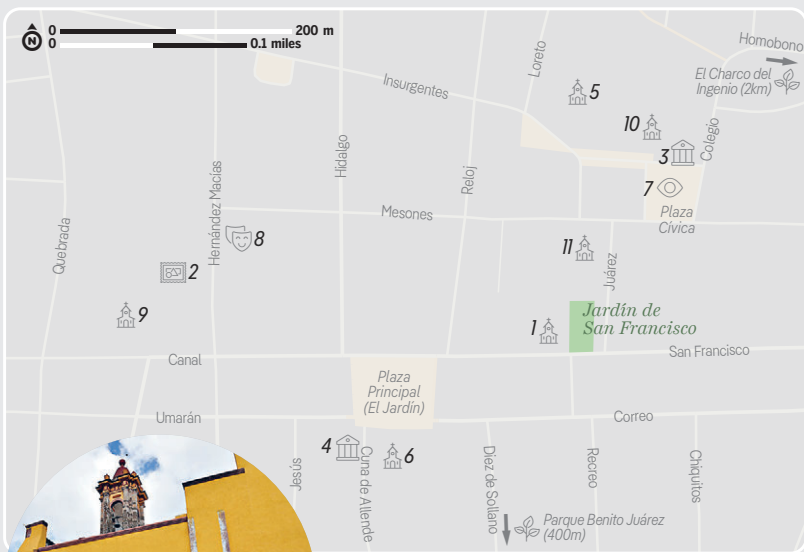 0 200 m
N
0 0.1 miles
Homobono
El Charco del
Ingenio (2km)
Loreto
Insurgentes
5
10
3
Colegio
Hidalgo
Reloj
7
Plaza
Cívica
Hernández Macías
Mesones
Quebrada
8
11
2
Juárez
9
1
Jardín de
San Francisco
San Francisco
Canal
Plaza
Principal
(El Jardín)
Umarán
Correo
4
6
Jesús
Cuna de Allende
Diez de Sollano
Recreo
Chiquitos
Parque Benito Juárez
(400m)